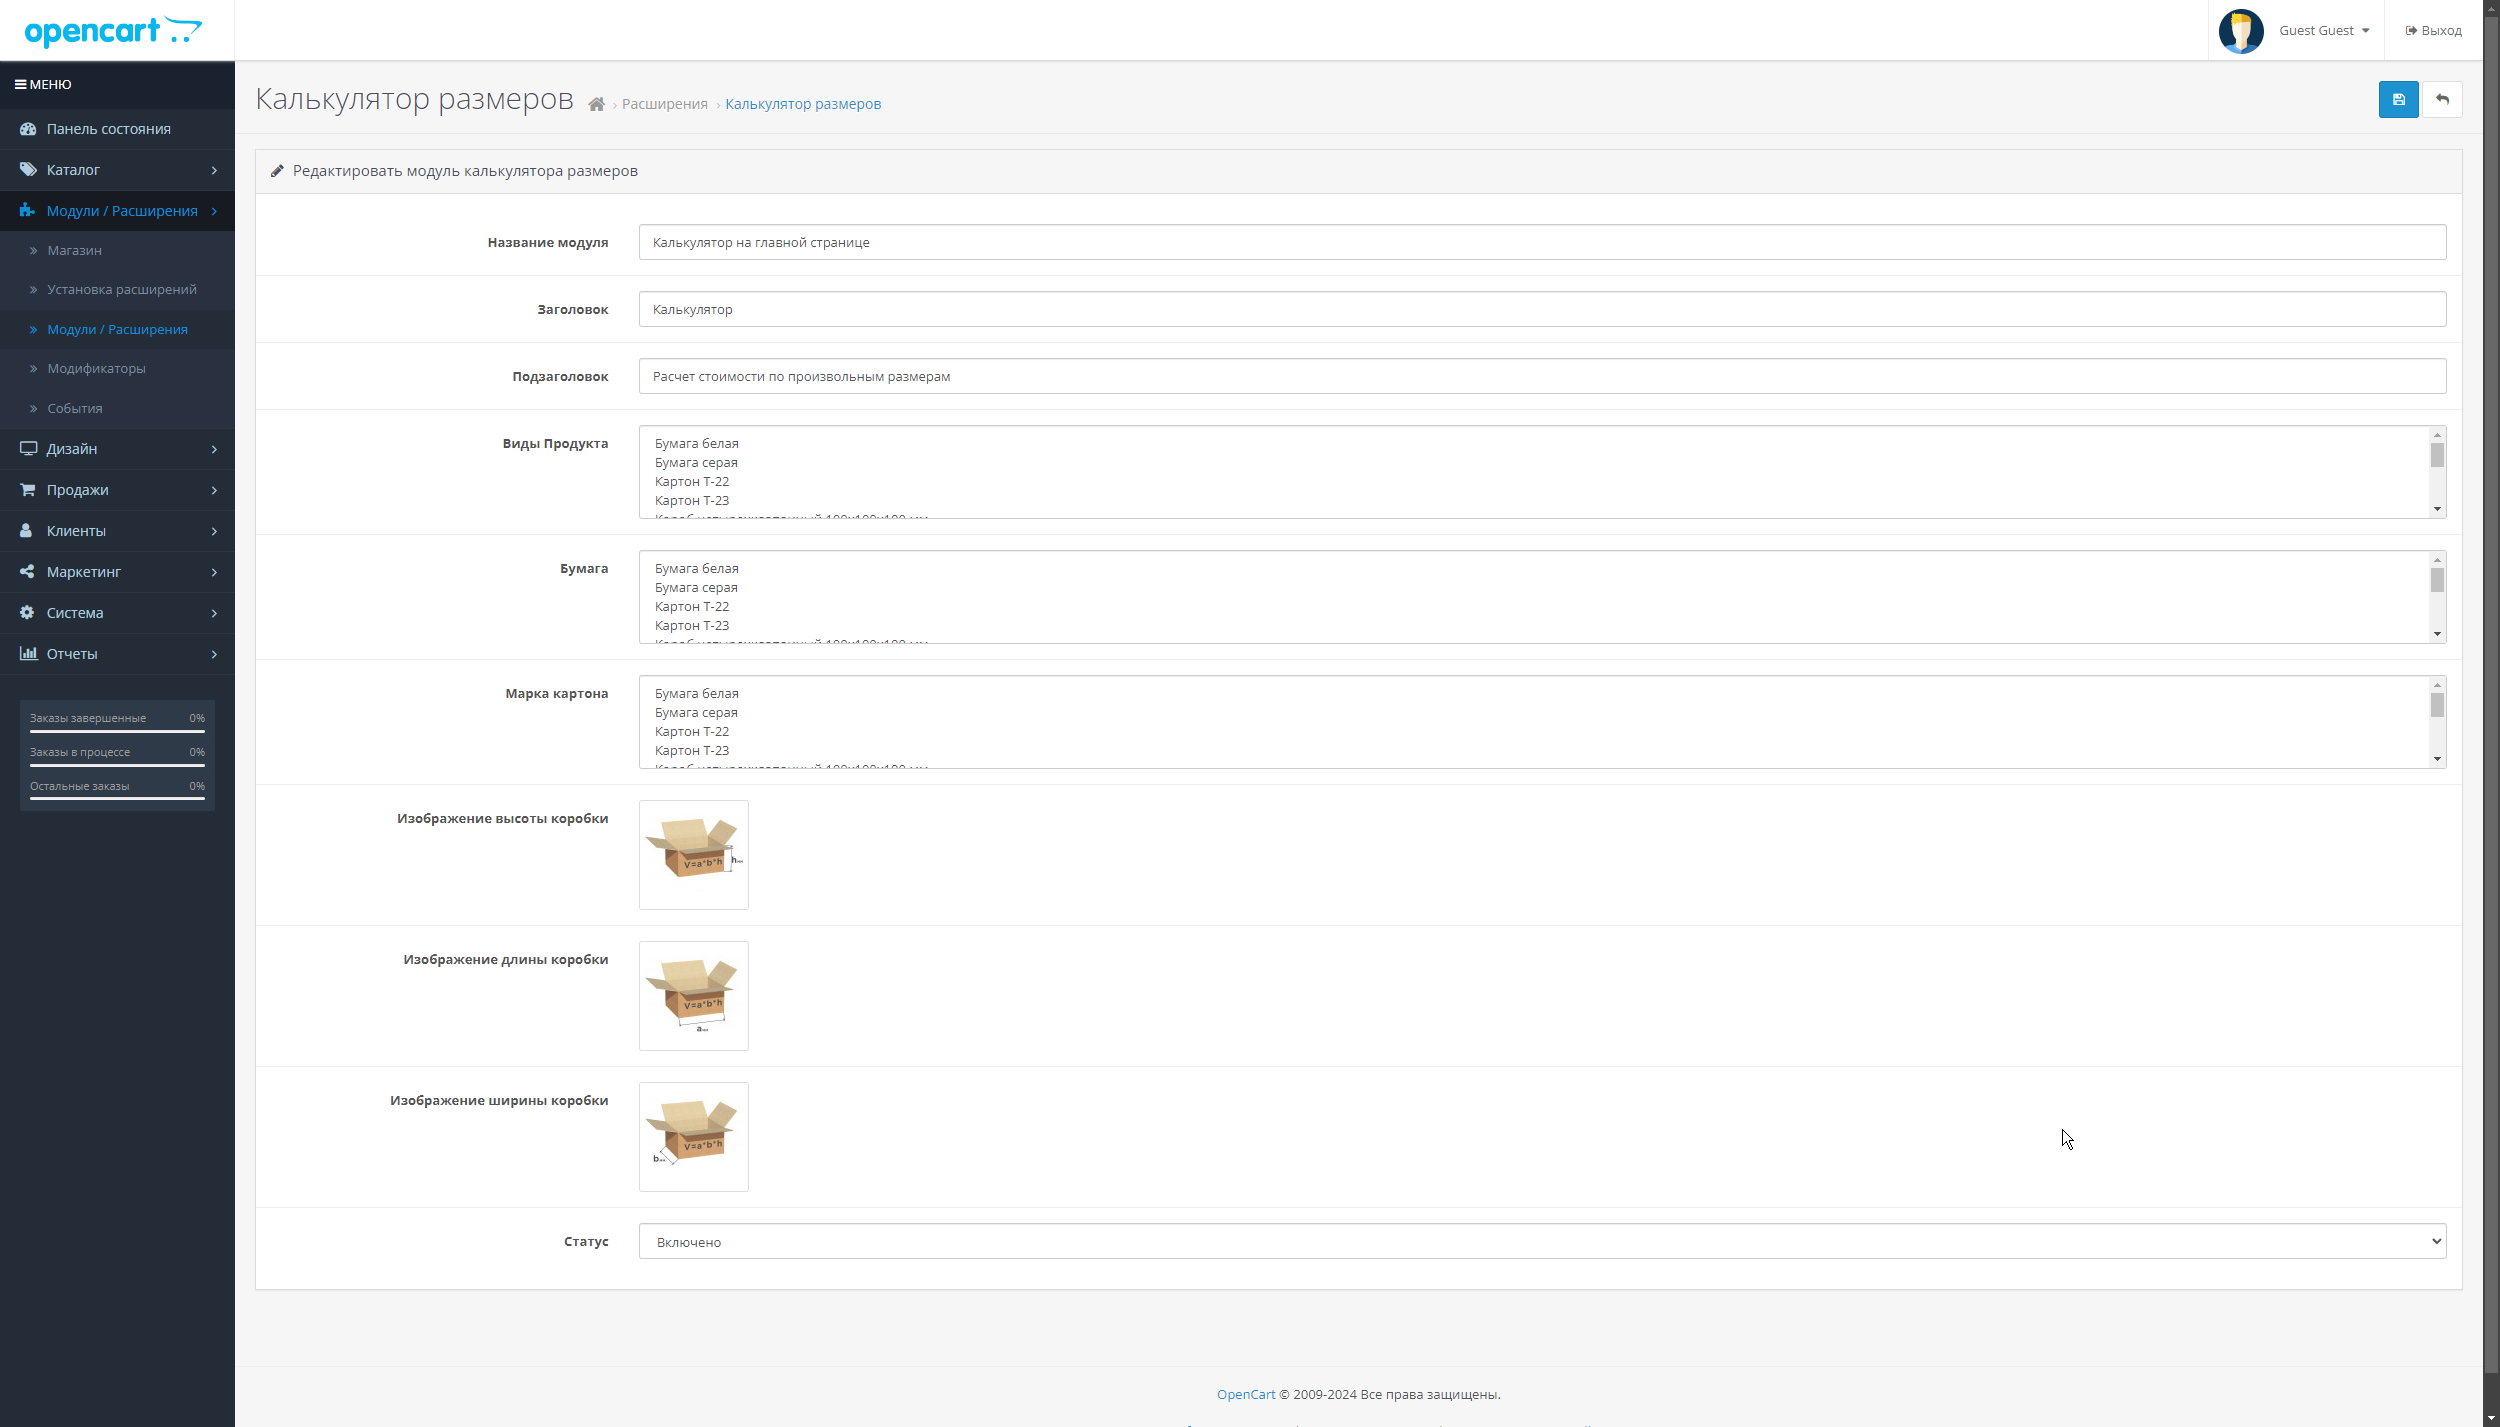 opencart
Guest Guest
Выход
МЕНЮ
Панель состояния
Каталог
Модули / Расширения
Магазин
Установка расширений
Модули / Расширения
Модификаторы
События
Дизайн
Продажи
Клиенты
Маркетинг
Система
Отчеты
Заказы завершенные 0%
Заказы в процессе 0%
Остальные заказы 0%
Калькулятор размеров
› Расширения › Калькулятор размеров
Редактировать модуль калькулятора размеров
Название модуля
Калькулятор на главной странице
Заголовок
Калькулятор
Подзаголовок
Расчет стоимости по произвольным размерам
Виды Продукта
Бумага белая
Бумага серая
Картон Т-22
Картон Т-23
Бумага
Бумага белая
Бумага серая
Картон Т-22
Картон Т-23
Марка картона
Бумага белая
Бумага серая
Картон Т-22
Картон Т-23
Изображение высоты коробки
V=a*b*h
h
Изображение длины коробки
V=a*b*h
a
Изображение ширины коробки
V=a*b*h
b
Статус
Включено
OpenCart © 2009-2024 Все права защищены.